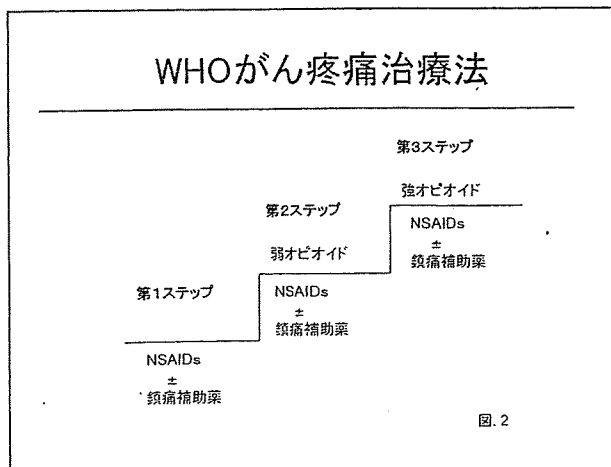 WHOがん疼痛治療法
第3ステップ
強オピオイド
NSAIDs
±
鎮痛補助薬
第2ステップ
弱オピオイド
NSAIDs
±
鎮痛補助薬
第1ステップ
NSAIDs
±
鎮痛補助薬
図.2